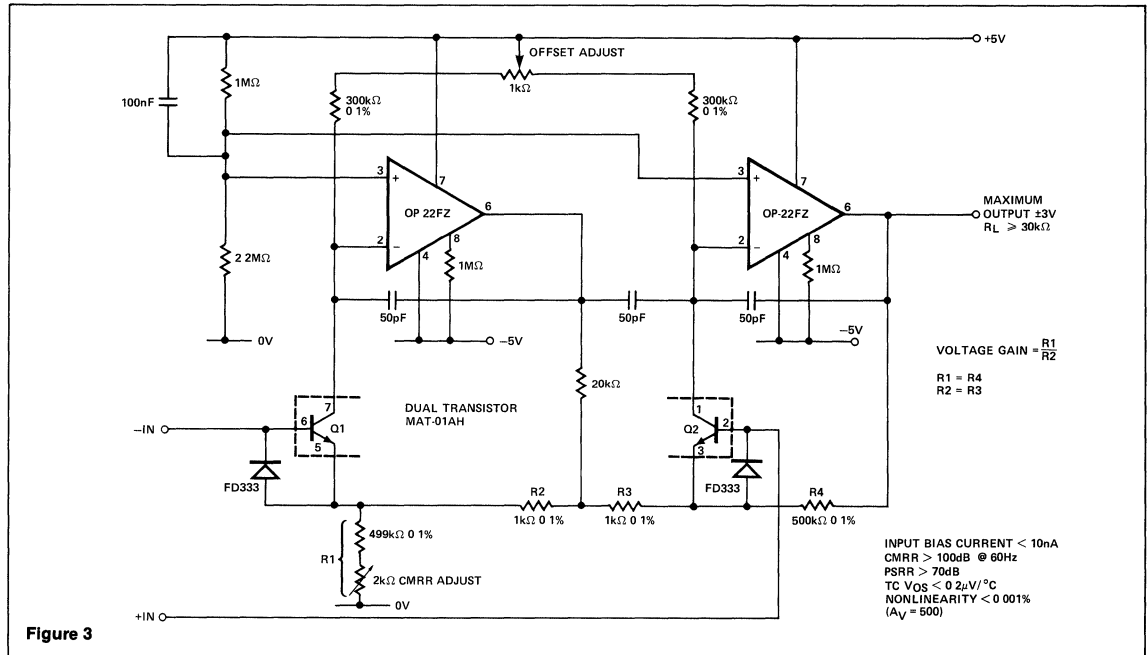 +5V
OFFSET ADJUST
1MΩ
1kΩ
100nF
300kΩ
0 1%
300kΩ
0 1%
3
+
7
OP 22FZ
6
2
−
8
4
1MΩ
3
+
7
OP-22FZ
6
2
−
8
4
1MΩ
MAXIMUM
OUTPUT ±3V
RL ⩾ 30kΩ
2 2MΩ
50pF
50pF
50pF
0V
−5V
−5V
VOLTAGE GAIN = R1/R2
R1 = R4
R2 = R3
20kΩ
7
DUAL TRANSISTOR
MAT-01AH
1
−IN
6
Q1
5
Q2
2
3
FD333
FD333
R2
1kΩ 0 1%
R3
1kΩ 0 1%
R4
500kΩ 0 1%
R1
499kΩ 0 1%
2kΩ CMRR ADJUST
0V
INPUT BIAS CURRENT < 10nA
CMRR > 100dB @ 60Hz
PSRR > 70dB
TC VOS < 0 2μV/°C
NONLINEARITY < 0 001%
(AV = 500)
+IN
Figure 3